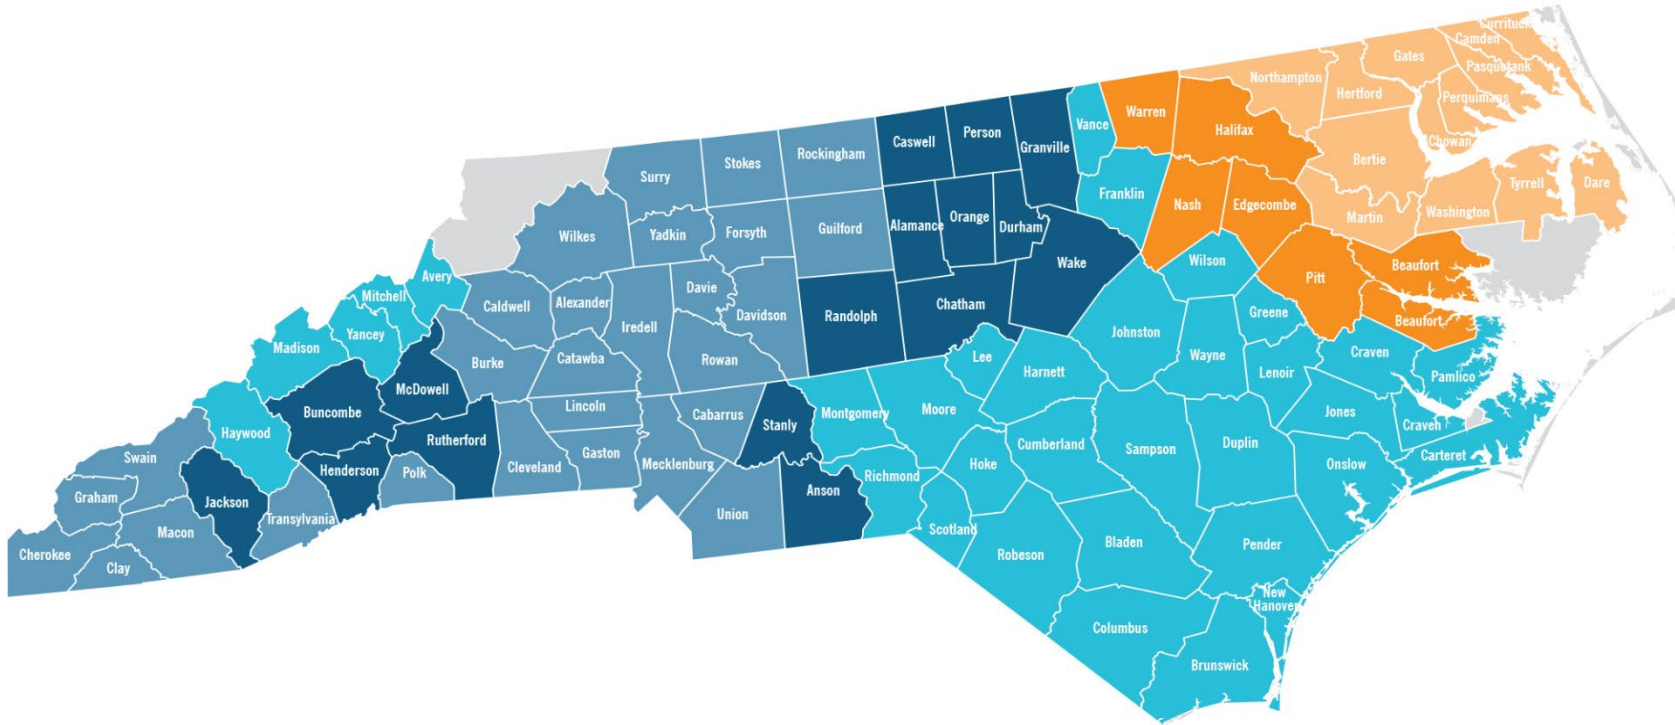 Currituck
Camden
Gates
Pasquotank
Northampton
Hertford
Perquimans
Warren
Vance
Halifax
Person
Caswell
Granville
Chowan
Rockingham
Stokes
Surry
Bertie
Tyrrell
Dare
Franklin
Nash
Edgecombe
Martin
Washington
Alamance
Orange
Durham
Guilford
Forsyth
Yadkin
Wilkes
Wake
Wilson
Pitt
Beaufort
Avery
Mitchell
Caldwell
Alexander
Davie
Iredell
Davidson
Randolph
Chatham
Greene
Beaufort
Johnston
Madison
Yancey
Burke
Catawba
Rowan
Lee
Harnett
Wayne
Lenoir
Craven
Pamlico
McDowell
Buncombe
Lincoln
Cabarrus
Stanly
Montgomery
Moore
Jones
Craven
Haywood
Rutherford
Cumberland
Sampson
Duplin
Swain
Henderson
Polk
Cleveland
Gaston
Mecklenburg
Hoke
Onslow
Carteret
Graham
Jackson
Richmond
Anson
Transylvania
Union
Scotland
Macon
Cherokee
Clay
Robeson
Bladen
Pender
New
Hanover
Columbus
Brunswick